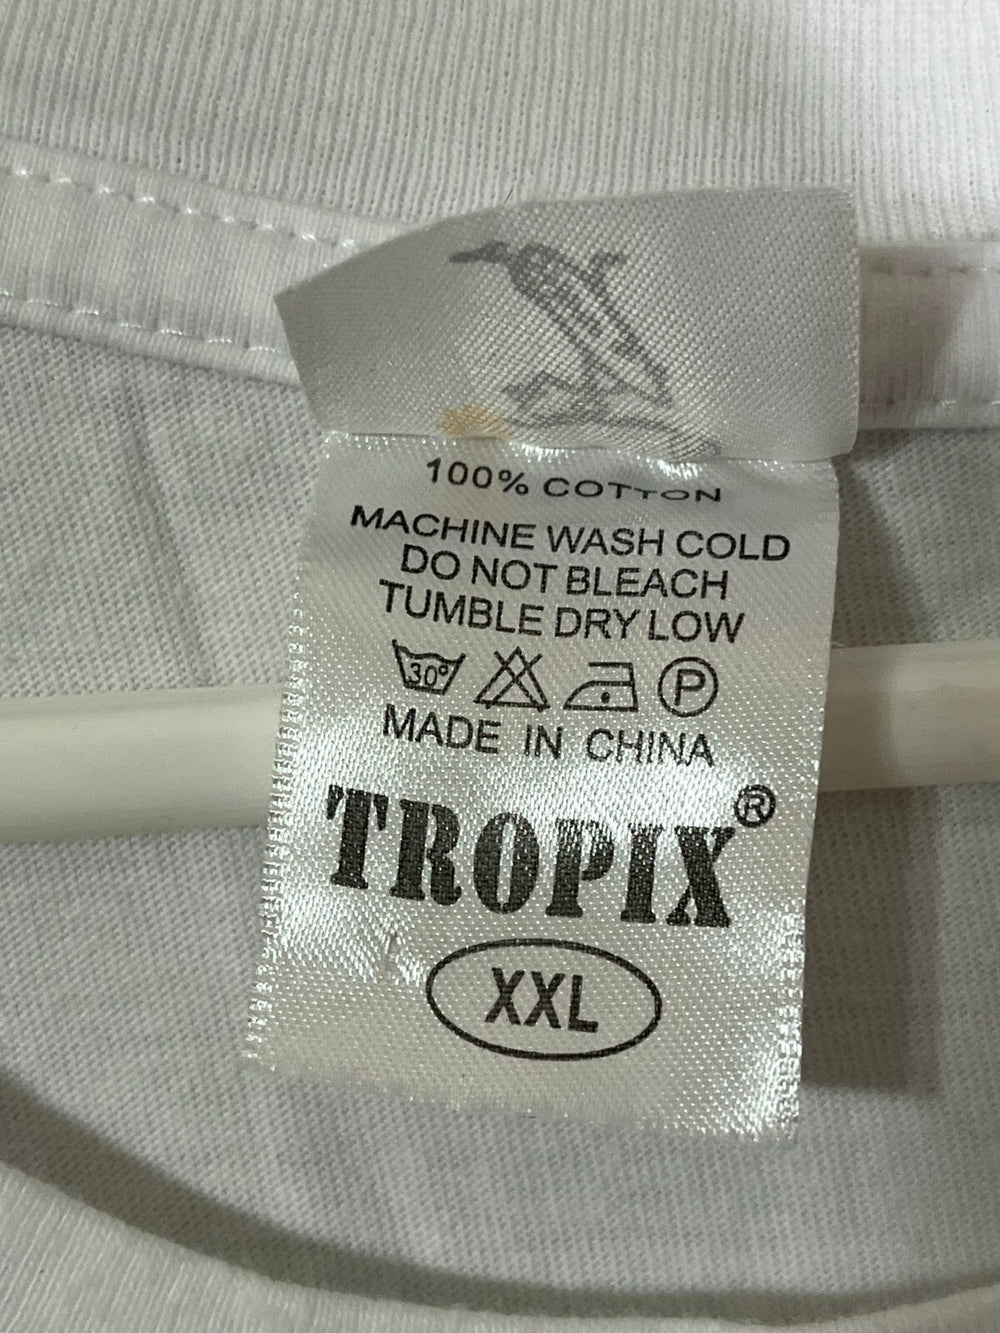 100% COTTON
MACHINE WASH COLD
DO NOT BLEACH
TUMBLE DRY LOW
30° P
MADE IN CHINA
TROPIX®
XXL